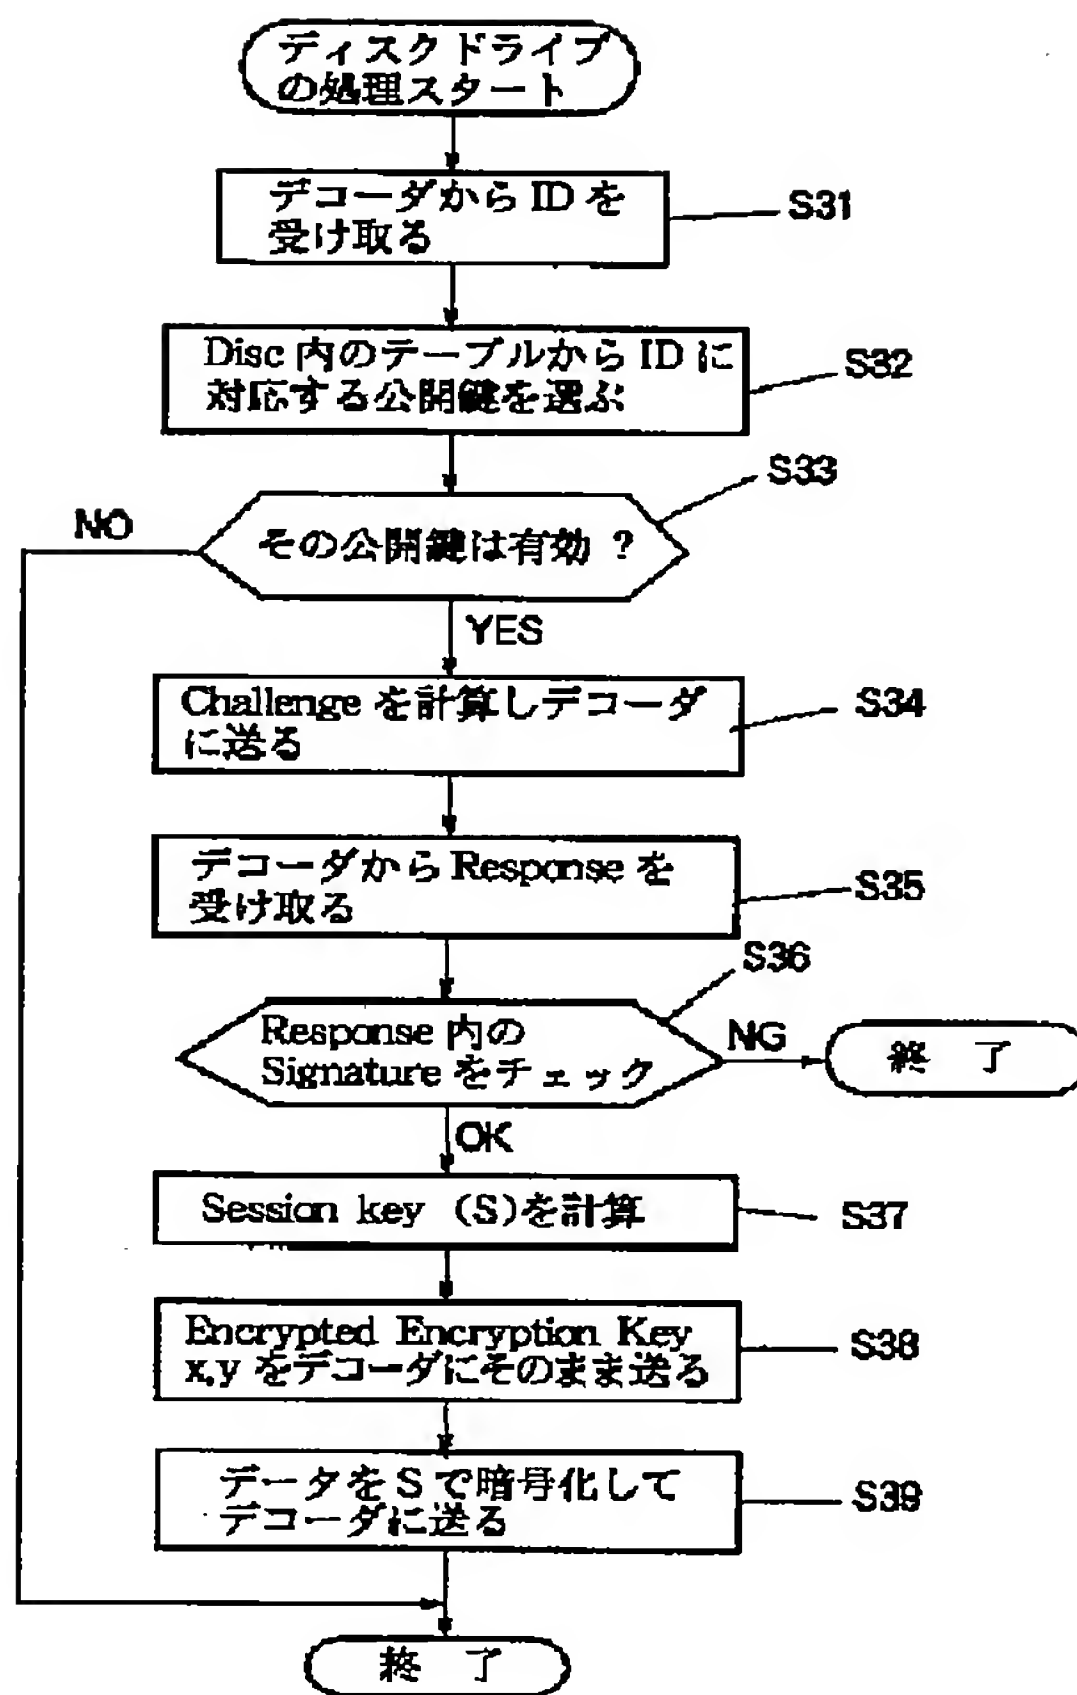 ディスクドライブ
の処理スタート
デコーダから ID を
受け取る
S31
Disc 内のテーブルから ID に
対応する公開鍵を選ぶ
S32
S33
その公開鍵は有効 ?
NO
YES
Challenge を計算しデコーダ
に送る
S34
デコーダから Response を
受け取る
S35
S36
Response 内の
Signature をチェック
NG
終 了
OK
Session key (S)を計算
S37
Encrypted Encryption Key
x,y をデコーダにそのまま送る
S38
データを S で暗号化して
デコーダに送る
S39
終 了